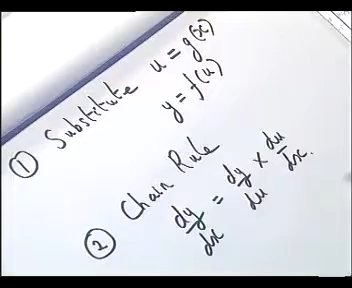 ① Substitute u = g(x)
y = f(u)
② Chain Rule
dy/dx = dy/du × du/dx.